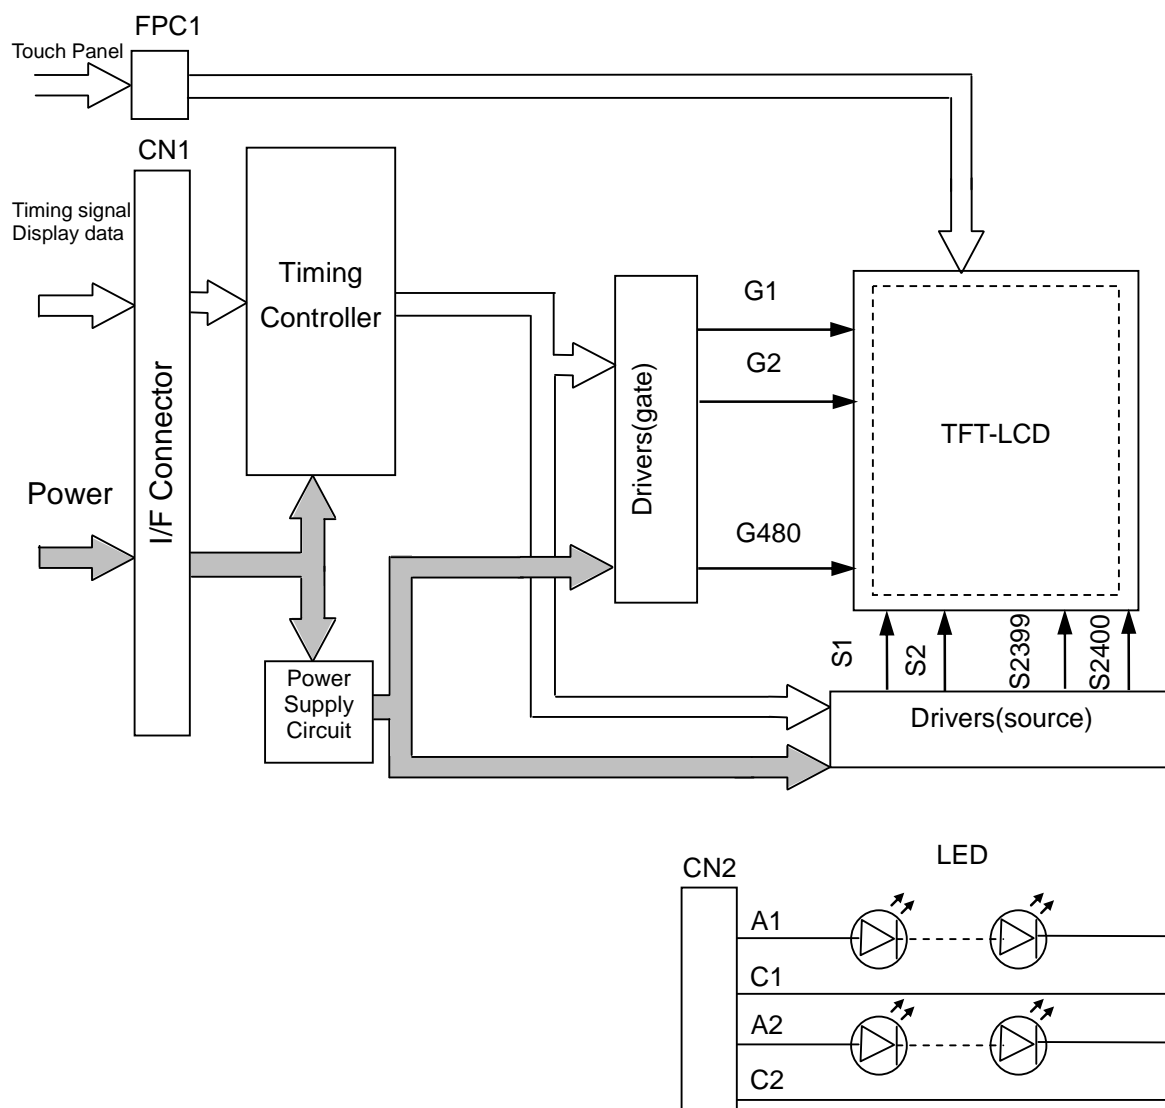 FPC1
Touch Panel
CN1
Timing signal
Display data
Timing
Controller
I/F Connector
Power
Drivers(gate)
G1
G2
G480
TFT-LCD
S1
S2
S2399
S2400
Power
Supply
Circuit
Drivers(source)
LED
CN2
A1
C1
A2
C2